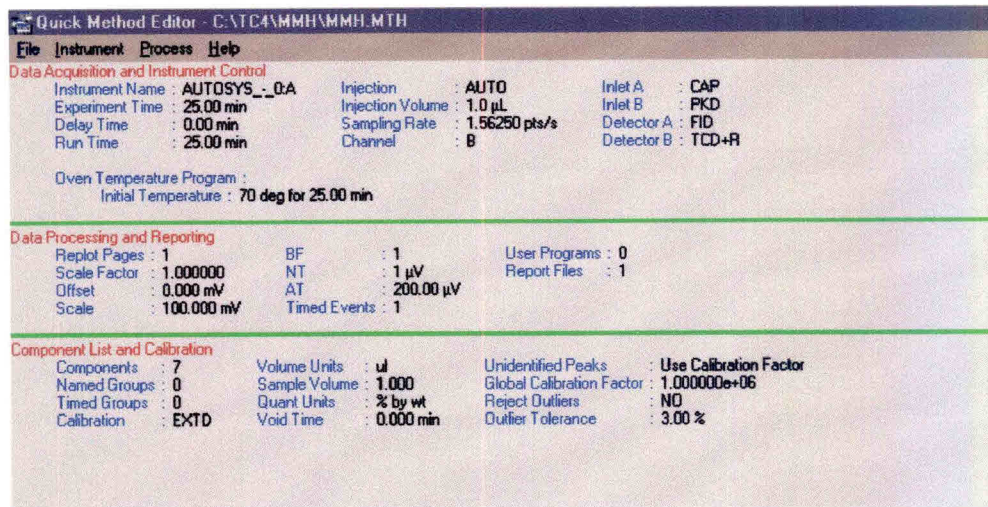 Quick Method Editor - C:\TC4\MMH\MMH.MTH
File Instrument Process Help
Data Acquisition and Instrument Control
Instrument Name : AUTOSYS_-_0:A Injection : AUTO Inlet A : CAP
Experiment Time : 25.00 min Injection Volume : 1.0 µL Inlet B : PKD
Delay Time : 0.00 min Sampling Rate : 1.56250 pts/s Detector A : FID
Run Time : 25.00 min Channel : B Detector B : TCD+R
Oven Temperature Program :
Initial Temperature : 70 deg for 25.00 min
Data Processing and Reporting
Replot Pages : 1 BF : 1 User Programs : 0
Scale Factor : 1.000000 NT : 1 µV Report Files : 1
Offset : 0.000 mV AT : 200.00 µV
Scale : 100.000 mV Timed Events : 1
Component List and Calibration
Components : 7 Volume Units : ul Unidentified Peaks : Use Calibration Factor
Named Groups : 0 Sample Volume : 1.000 Global Calibration Factor : 1.000000e+06
Timed Groups : 0 Quant Units : % by wt Reject Outliers : NO
Calibration : EXTD Void Time : 0.000 min Outlier Tolerance : 3.00 %